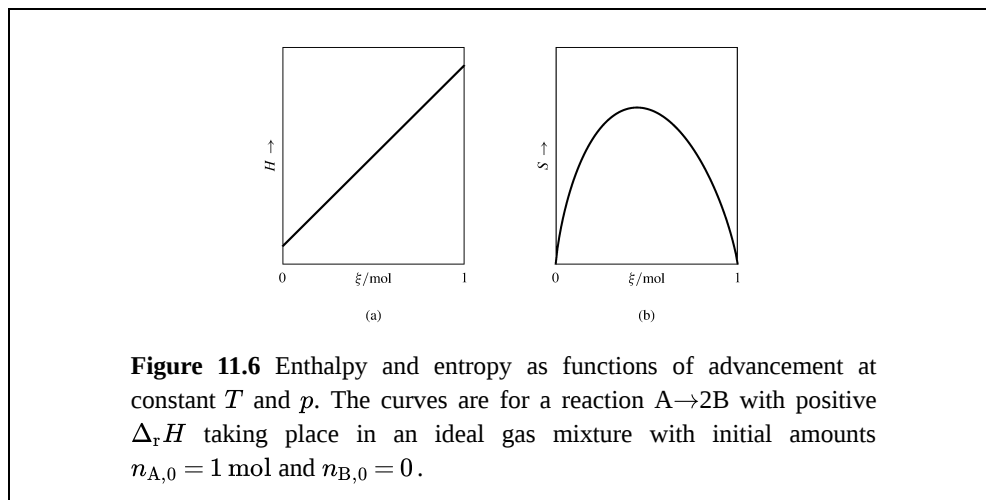 H →
S →
0 ξ/mol 1
0 ξ/mol 1
(a)
(b)
Figure 11.6 Enthalpy and entropy as functions of advancement at
constant T and p. The curves are for a reaction A→2B with positive
ΔrH taking place in an ideal gas mixture with initial amounts
nA,0 = 1 mol and nB,0 = 0.